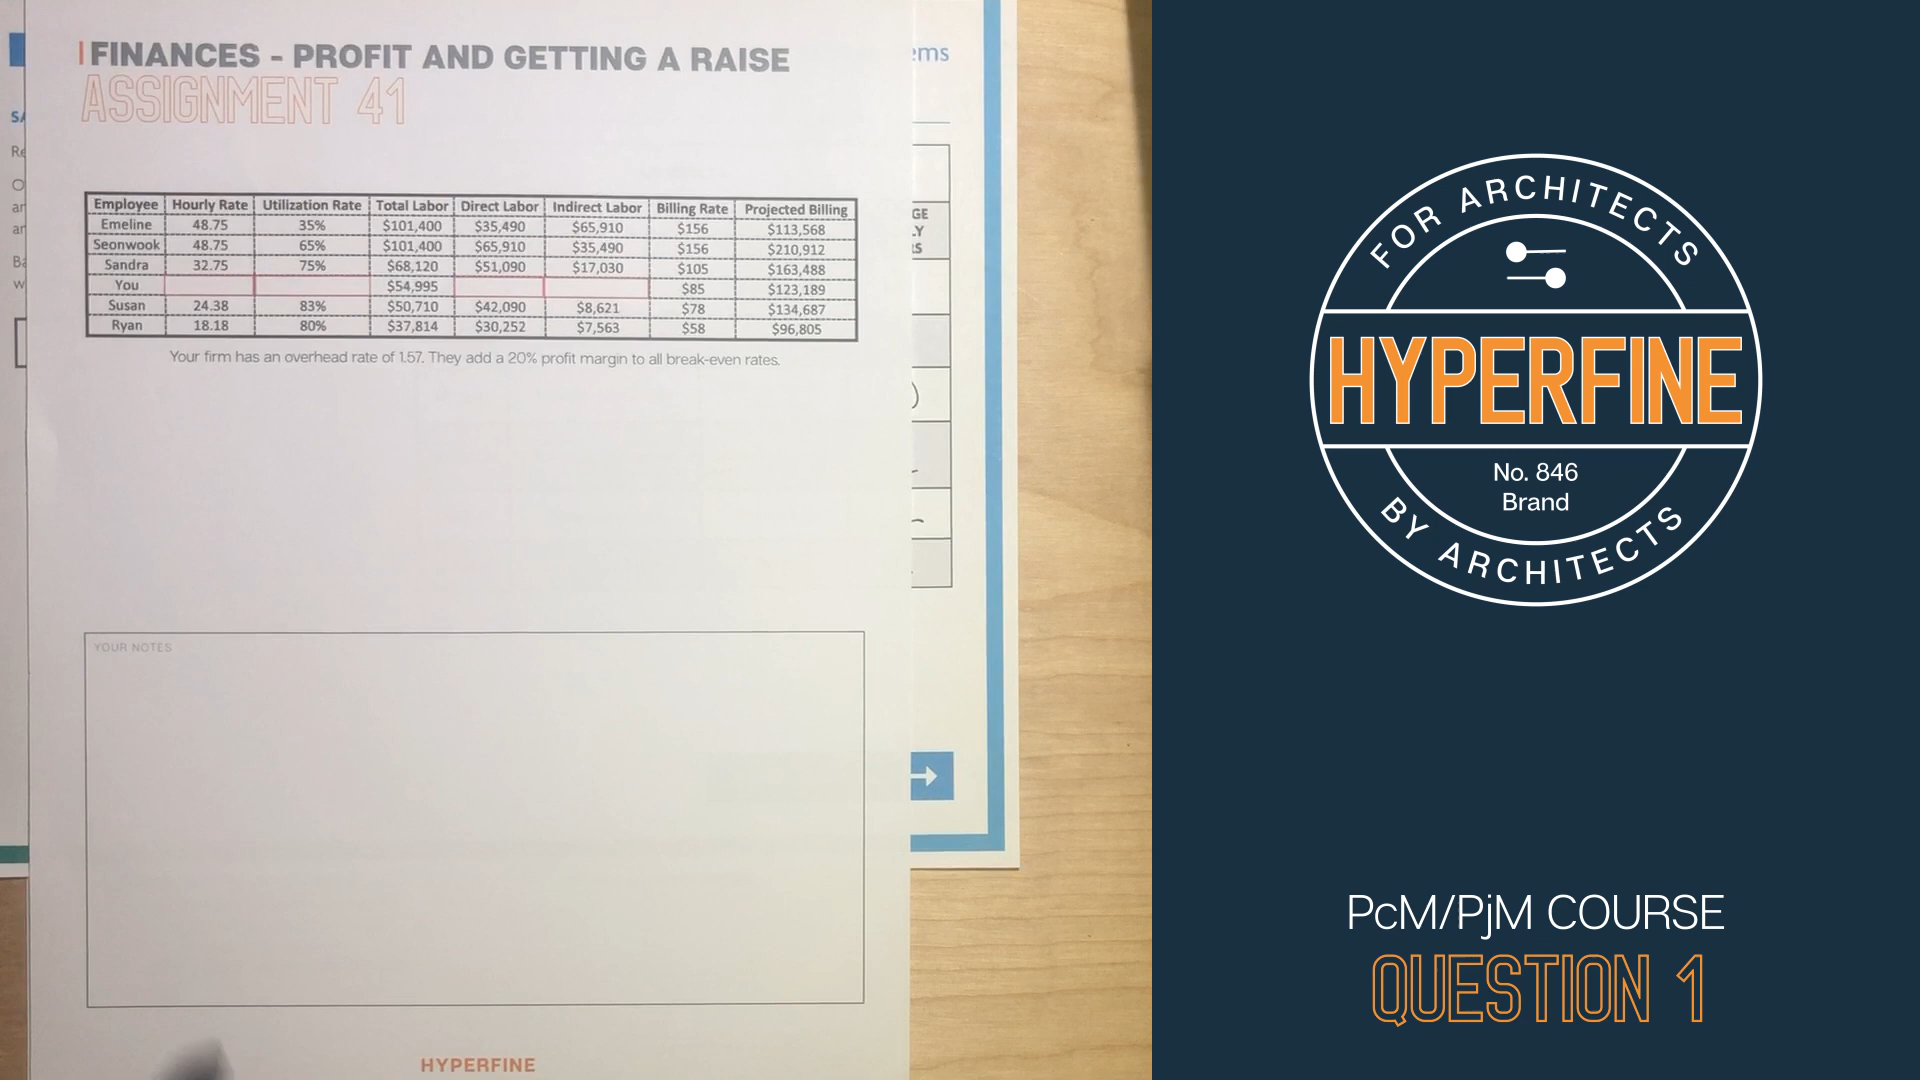 FINANCES - PROFIT AND GETTING A RAISE
ASSIGNMENT 41
Employee Hourly Rate Utilization Rate Total Labor Direct Labor Indirect Labor Billing Rate Projected Billing
Emeline 48.75 35% $101,400 $35,490 $65,910 $156 $113,568
Seonwook 48.75 65% $101,400 $65,910 $35,490 $156 $210,912
Sandra 32.75 75% $68,120 $51,090 $17,030 $105 $163,488
You $54,995 $85 $123,189
Susan 24.38 83% $50,710 $42,090 $8,621 $78 $134,687
Ryan 18.18 80% $37,814 $30,252 $7,563 $58 $96,805
Your firm has an overhead rate of 1.57. They add a 20% profit margin to all break-even rates.
YOUR NOTES
HYPERFINE
FOR ARCHITECTS
HYPERFINE
No. 846
Brand
BY ARCHITECTS
PcM/PjM COURSE
QUESTION 1